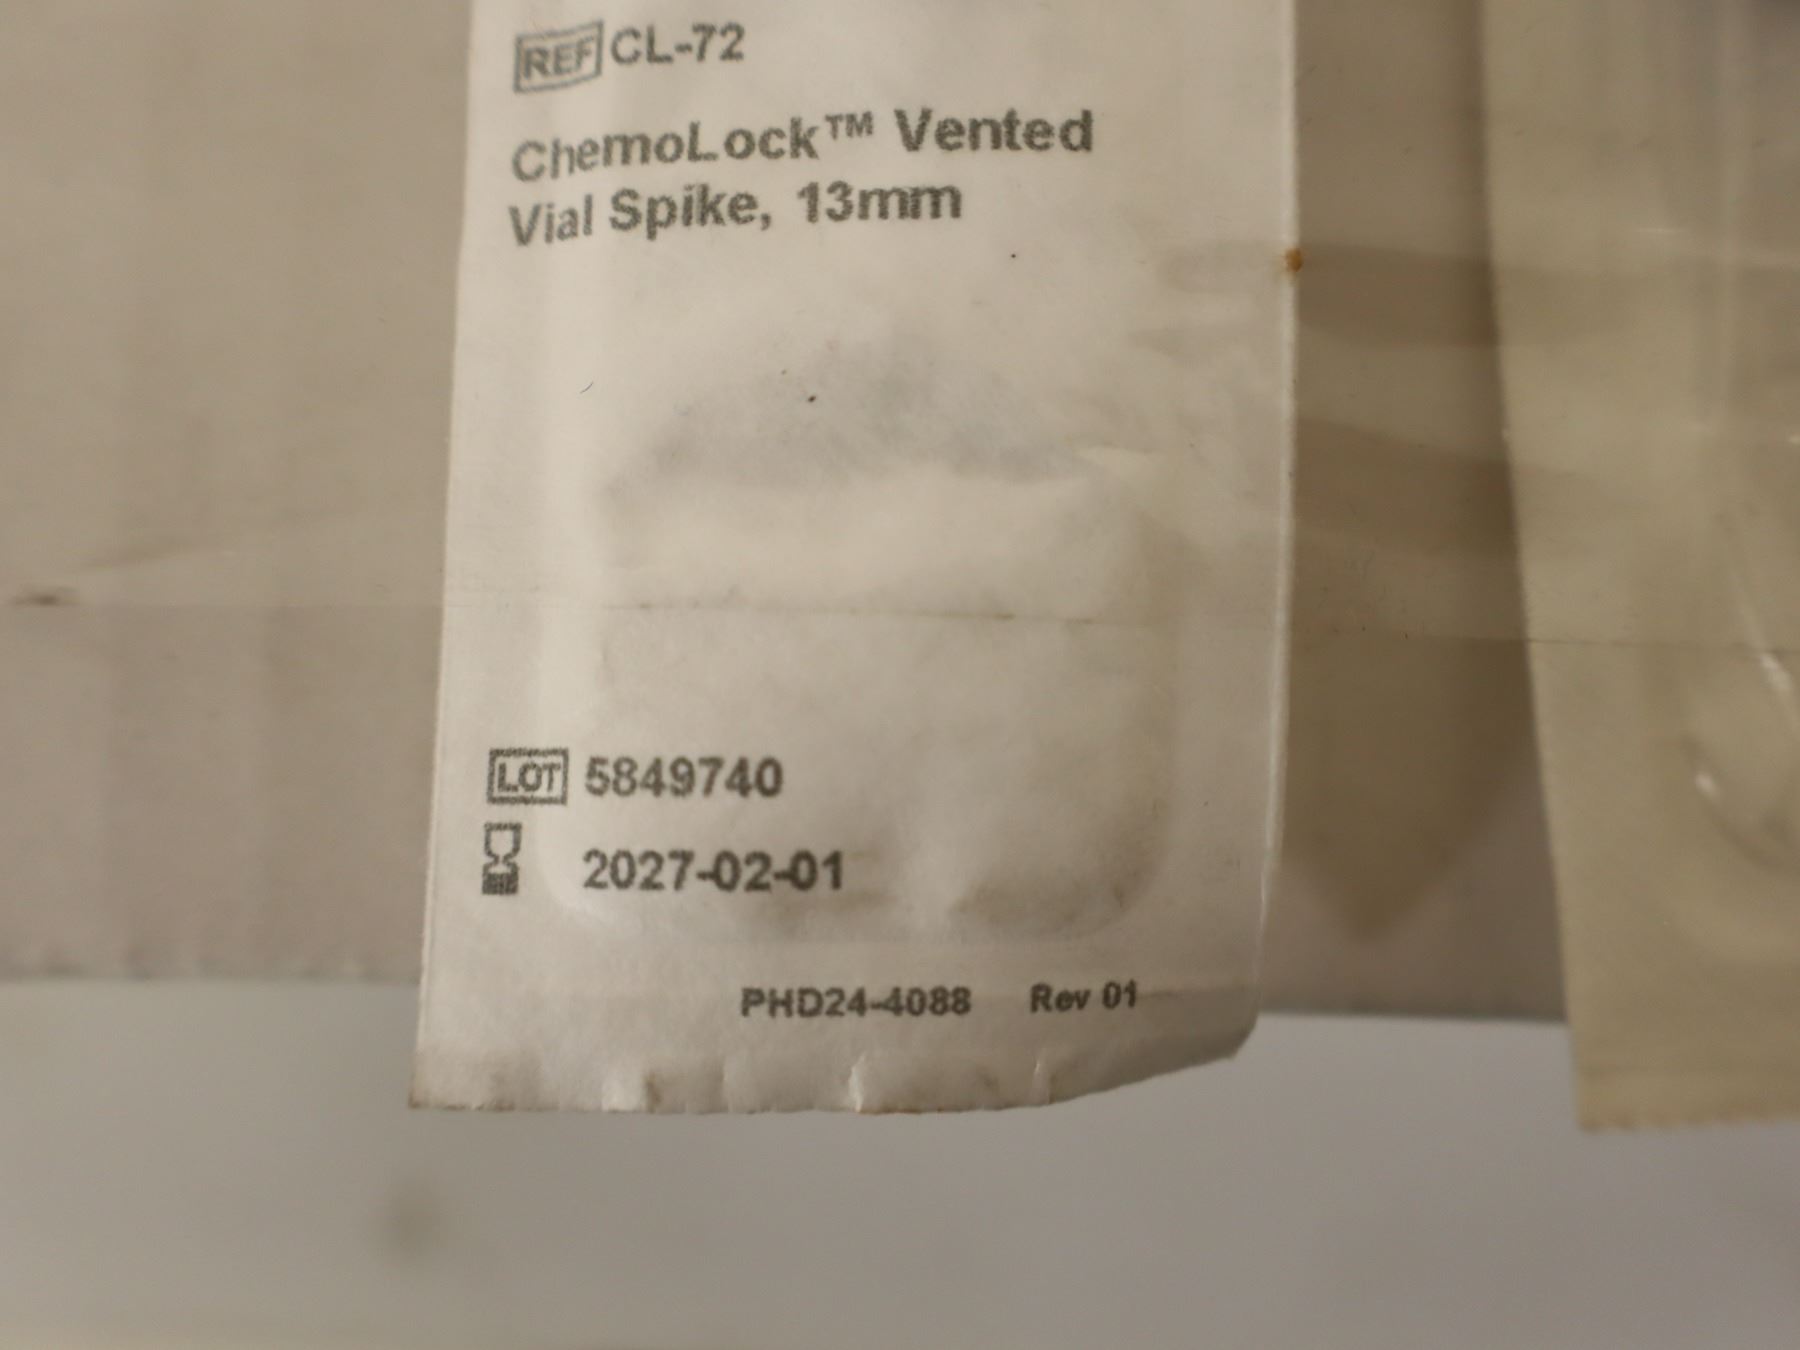 REF CL-72
ChemoLock™ Vented
Vial Spike, 13mm
LOT 5849740
2027-02-01
PHD24-4088 Rev 01